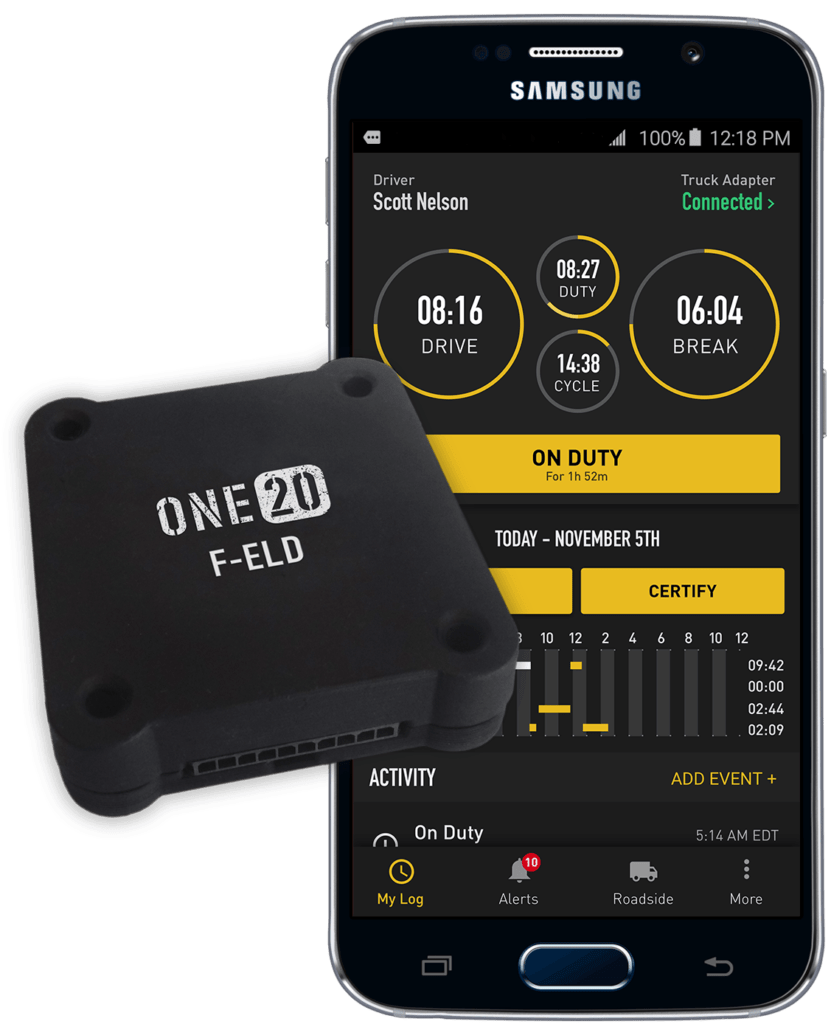 SAMSUNG
100% 12:18 PM
Driver
Scott Nelson
Truck Adapter
Connected >
08:16
DRIVE
08:27
DUTY
14:38
CYCLE
06:04
BREAK
ON DUTY
For 1h 52m
TODAY - NOVEMBER 5TH
CERTIFY
10 12 2 4 6 8 10 12
09:42
00:00
02:44
02:09
ACTIVITY
ADD EVENT +
On Duty
5:14 AM EDT
10
My Log
Alerts
Roadside
More
ONE20
F-ELD